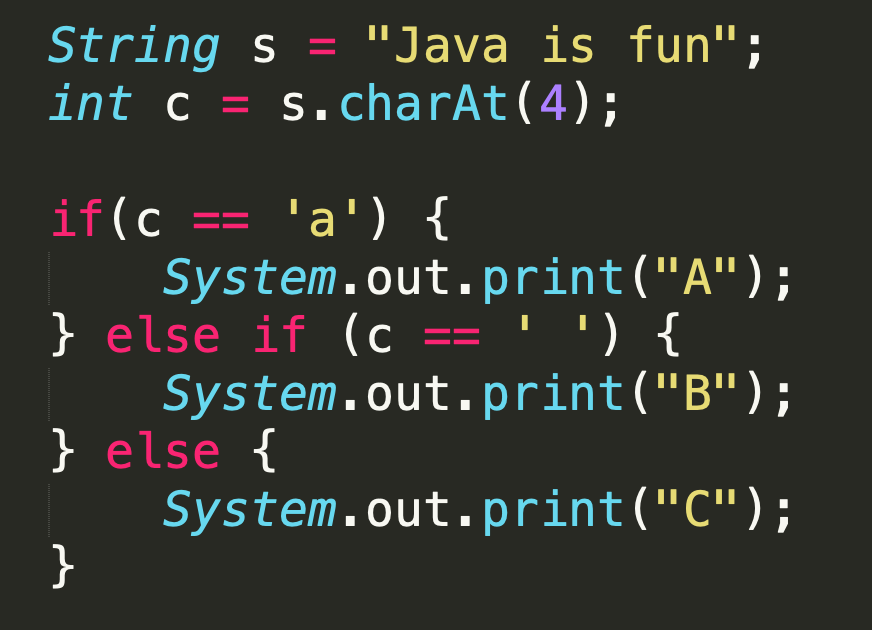 String s = "Java is fun";
int c = s.charAt(4);

if(c == 'a') {
    System.out.print("A");
} else if (c == ' ') {
    System.out.print("B");
} else {
    System.out.print("C");
}